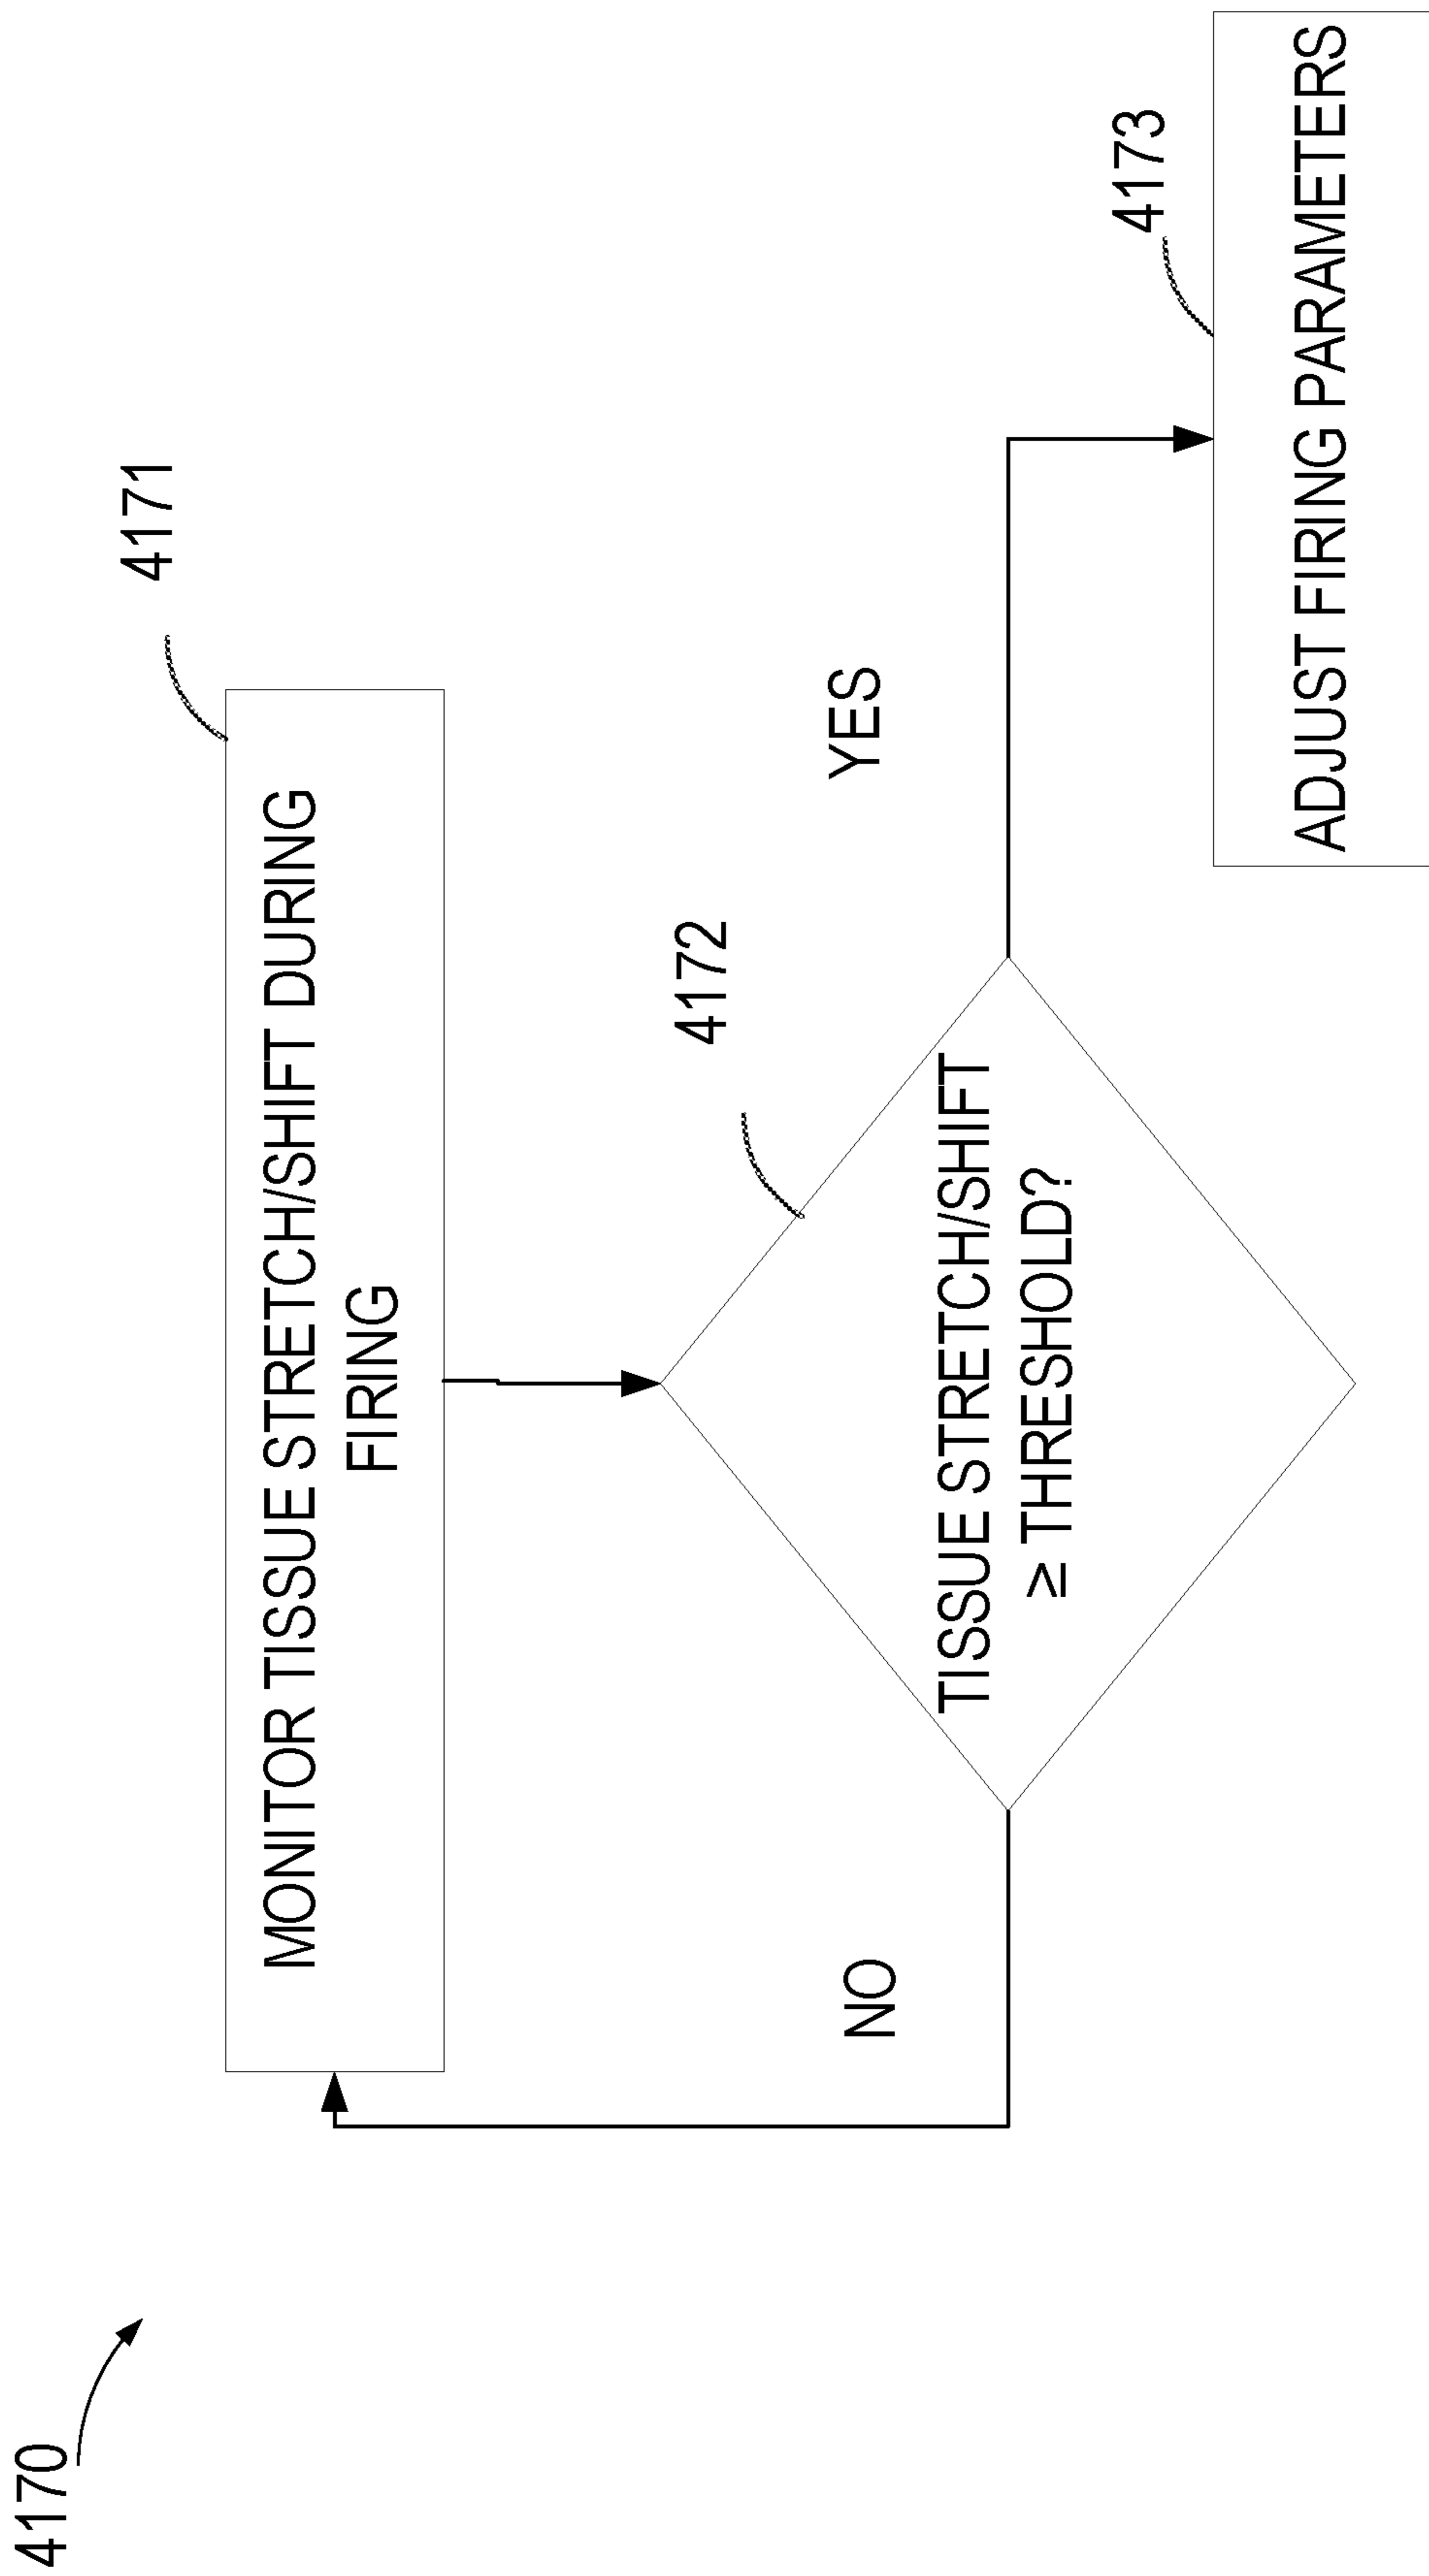 4170
4171
MONITOR TISSUE STRETCH/SHIFT DURING
FIRING
4172
TISSUE STRETCH/SHIFT
≥ THRESHOLD?
NO
YES
4173
ADJUST FIRING PARAMETERS